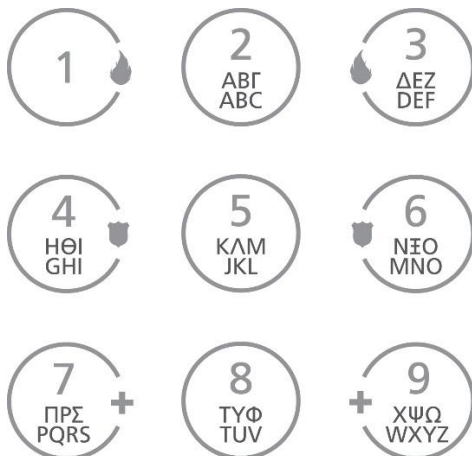 1
2
ΑΒΓ
ABC
3
ΔΕΖ
DEF
4
ΗΘΙ
GHI
5
ΚΛΜ
JKL
6
ΝΞΟ
MNO
7
ΠΡΣ
PQRS
8
ΤΥΦ
TUV
9
ΧΨΩ
WXYZ